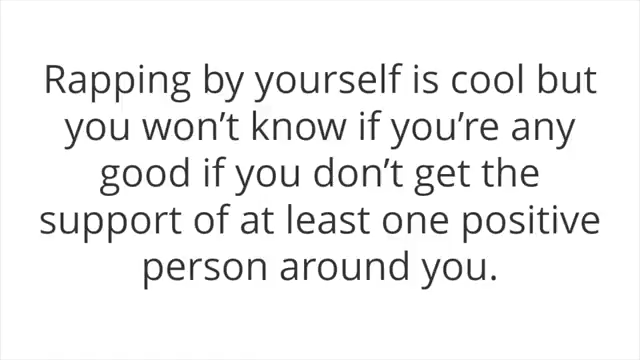 Rapping by yourself is cool but
you won’t know if you’re any
good if you don’t get the
support of at least one positive
person around you.